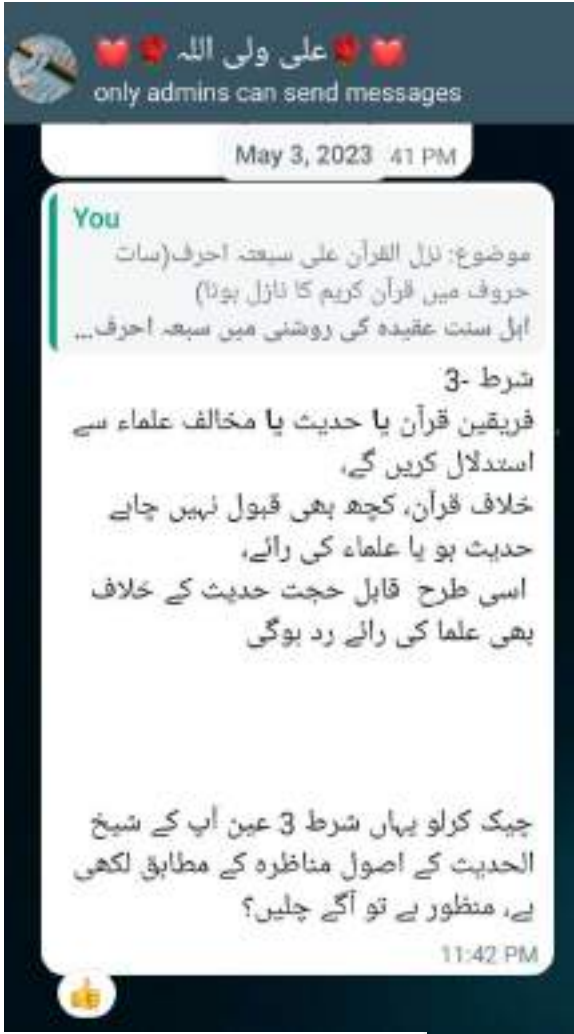 علی ولی اللہ
only admins can send messages
41 PM
May 3, 2023
You
موضوع: نزل القرآن علی سبعتہ احرف(سات
حروف میں قرآن کریم کا نازل ہونا)
اہل سنت عقیدہ کی روشنی میں سبعہ احرف...
شرط -3
فریقین قرآن یا حدیث یا مخالف علماء سے
استدلال کریں گے،
خلاف قرآن، کچھ بھی قبول نہیں چاہے
حدیث ہو یا علماء کی رائے،
اسی طرح قابل حجت حدیث کے خلاف
بھی علما کی رائے رد ہوگی
چیک کرلو یہاں شرط 3 عین آپ کے شیخ
الحدیث کے اصول مناظرہ کے مطابق لکھی
ہے، منظور ہے تو آگے چلیں؟
11:42 PM